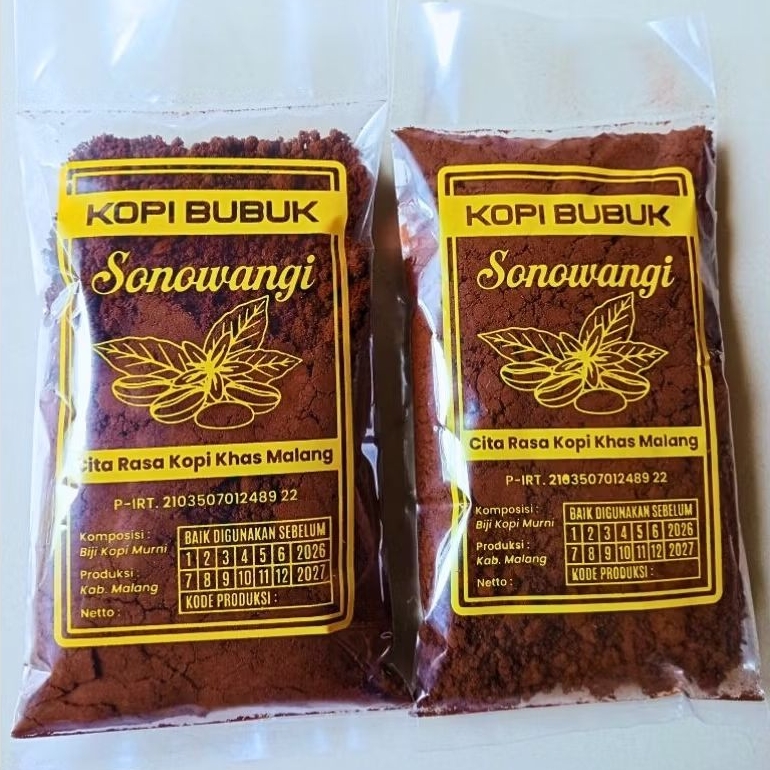 KOPI BUBUK
Sonowangi
Cita Rasa Kopi Khas Malang
P-IRT. 2103507012489 22
Komposisi :
Biji Kopi Murni
Produksi :
Kab. Malang
Netto :
BAIK DIGUNAKAN SEBELUM
1 2 3 4 5 6 2026
7 8 9 10 11 12 2027
KODE PRODUKSI :
KOPI BUBUK
Sonowangi
Cita Rasa Kopi Khas Malang
P-IRT. 2103507012489 22
Komposisi :
Biji Kopi Murni
Produksi :
Kab. Malang
Netto :
BAIK DIGUNAKAN SEBELUM
1 2 3 4 5 6 2026
7 8 9 10 11 12 2027
KODE PRODUKSI :